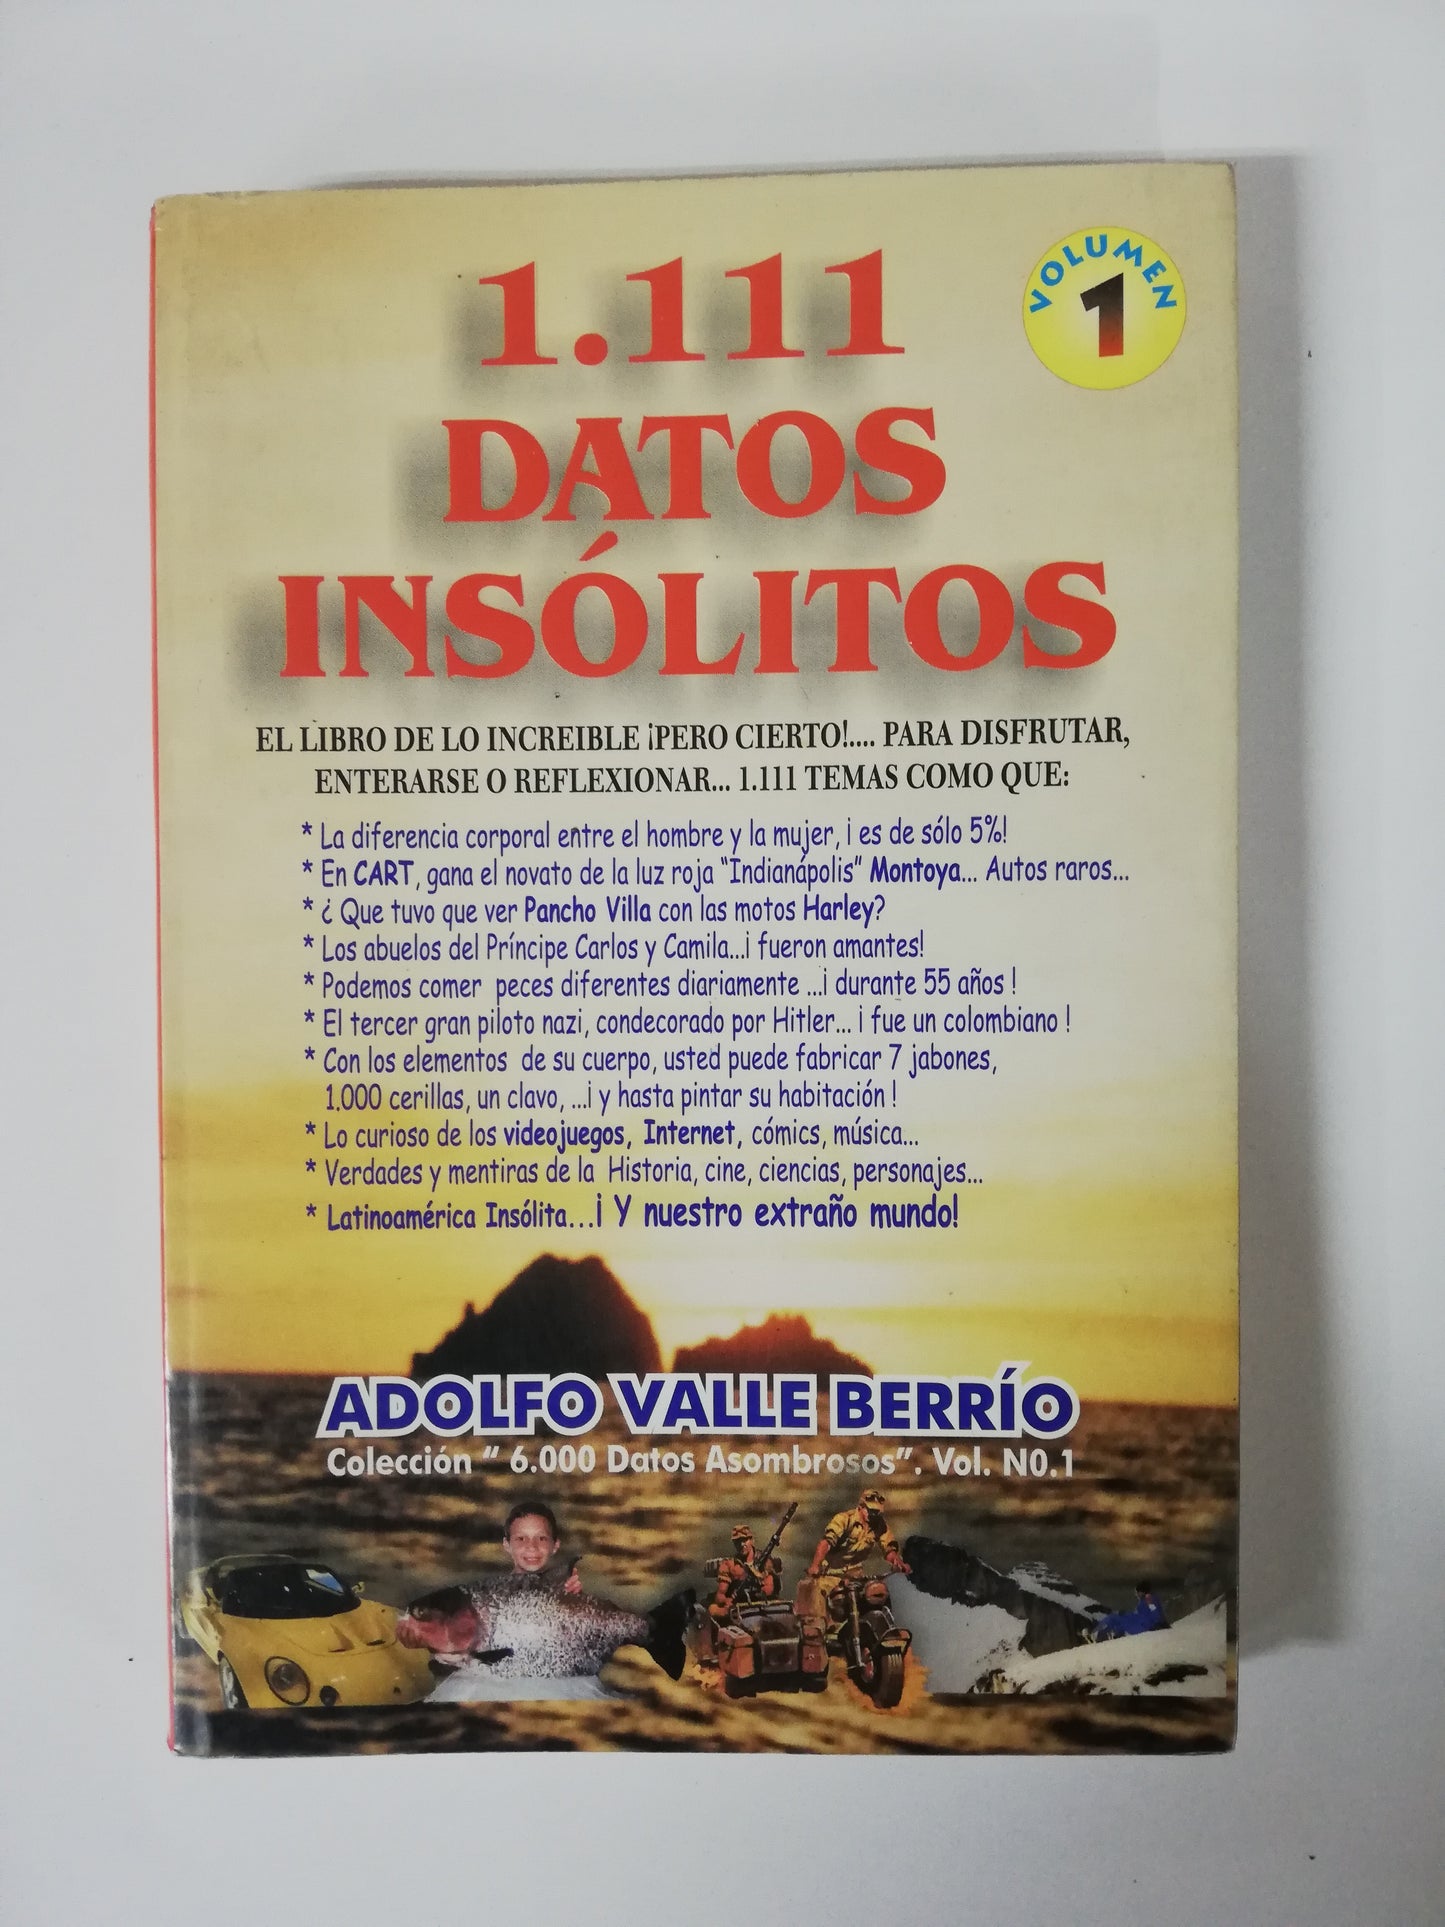 VOLUMEN
1
1.111
DATOS
INSÓLITOS
EL LIBRO DE LO INCREIBLE ¡PERO CIERTO!.... PARA DISFRUTAR,
ENTERARSE O REFLEXIONAR... 1.111 TEMAS COMO QUE:
* La diferencia corporal entre el hombre y la mujer, ¡ es de sólo 5%!
* En CART, gana el novato de la luz roja "Indianápolis" Montoya... Autos raros...
* ¿ Que tuvo que ver Pancho Villa con las motos Harley?
* Los abuelos del Príncipe Carlos y Camila...¡ fueron amantes!
* Podemos comer peces diferentes diariamente ...¡ durante 55 años !
* El tercer gran piloto nazi, condecorado por Hitler... ¡ fue un colombiano !
* Con los elementos de su cuerpo, usted puede fabricar 7 jabones,
1.000 cerillas, un clavo, ...¡ y hasta pintar su habitación !
* Lo curioso de los videojuegos, Internet, cómics, música...
* Verdades y mentiras de la Historia, cine, ciencias, personajes...
* Latinoamérica Insólita...¡ Y nuestro extraño mundo!
ADOLFO VALLE BERRÍO
Colección " 6.000 Datos Asombrosos". Vol. NO.1